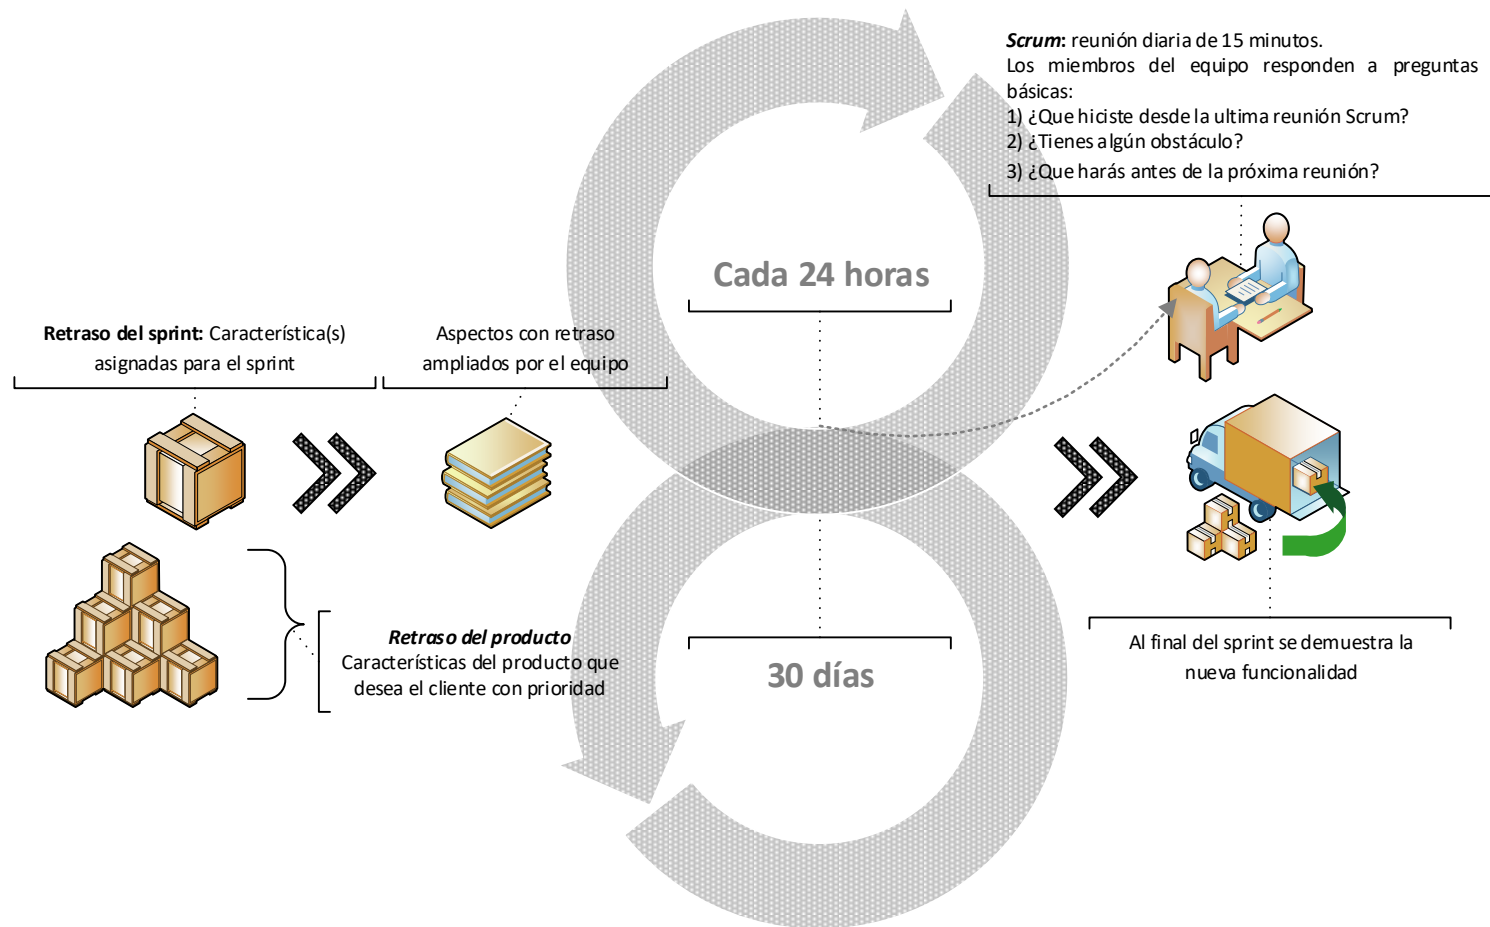 Scrum: reunión diaria de 15 minutos.
Los miembros del equipo responden a preguntas
básicas:
1) ¿Que hiciste desde la ultima reunión Scrum?
2) ¿Tienes algún obstáculo?
3) ¿Que harás antes de la próxima reunión?
Cada 24 horas
Retraso del sprint: Característica(s)
asignadas para el sprint
Aspectos con retraso
ampliados por el equipo
Retraso del producto
Características del producto que
desea el cliente con prioridad
30 días
Al final del sprint se demuestra la
nueva funcionalidad